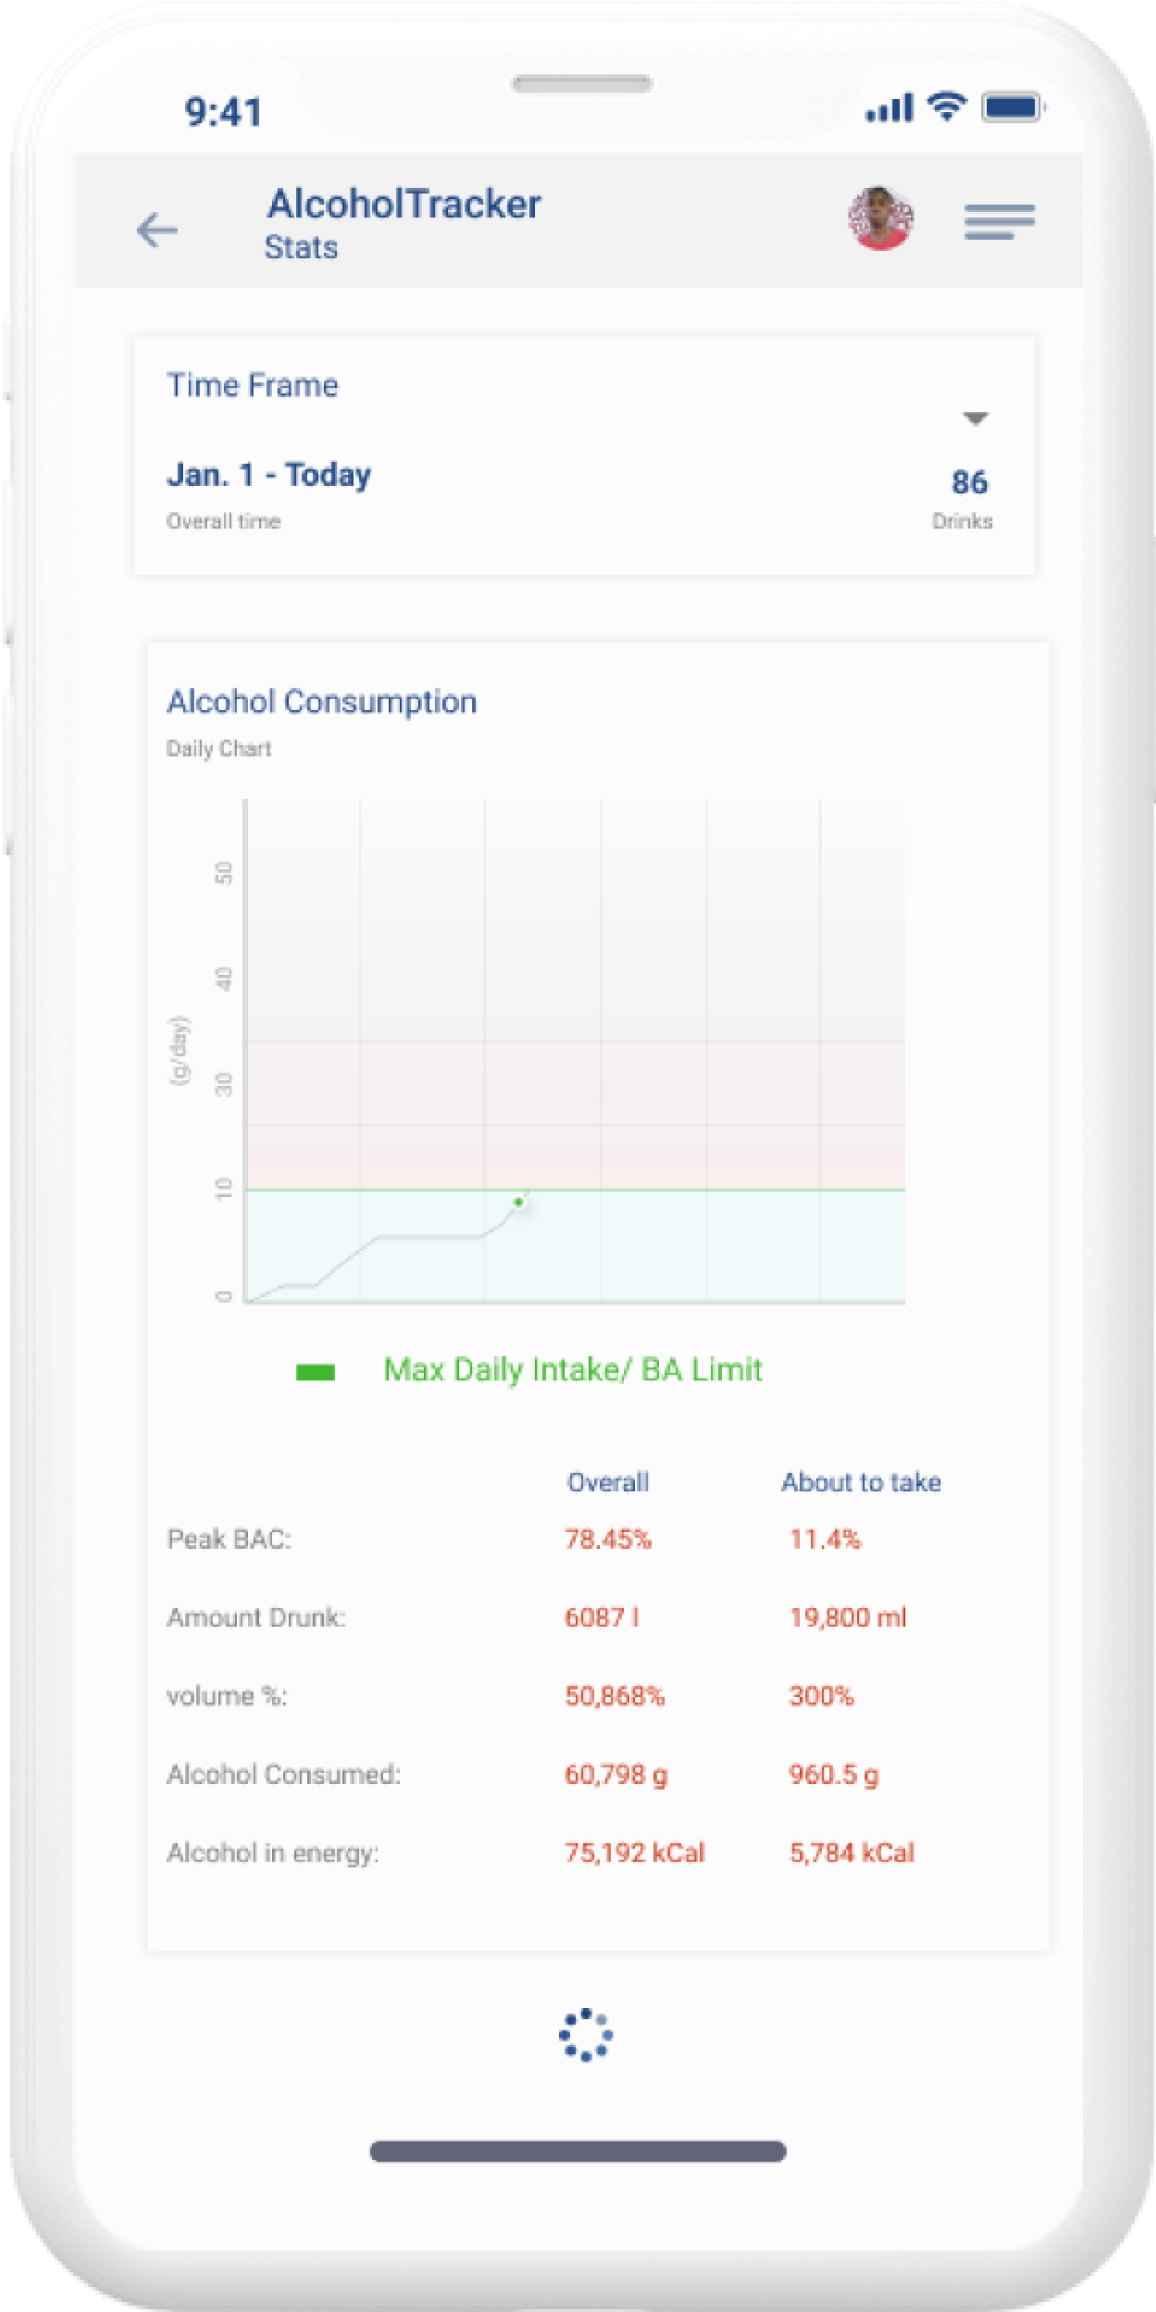 9:41
AlcoholTracker
Stats
Time Frame
Jan. 1 - Today
86
Overall time
Drinks
Alcohol Consumption
Daily Chart
50
40
(g/day)
30
10
0
Max Daily Intake/ BA Limit
Overall About to take
Peak BAC: 78.45% 11.4%
Amount Drunk: 6087 l 19,800 ml
volume %: 50,868% 300%
Alcohol Consumed: 60,798 g 960.5 g
Alcohol in energy: 75,192 kCal 5,784 kCal